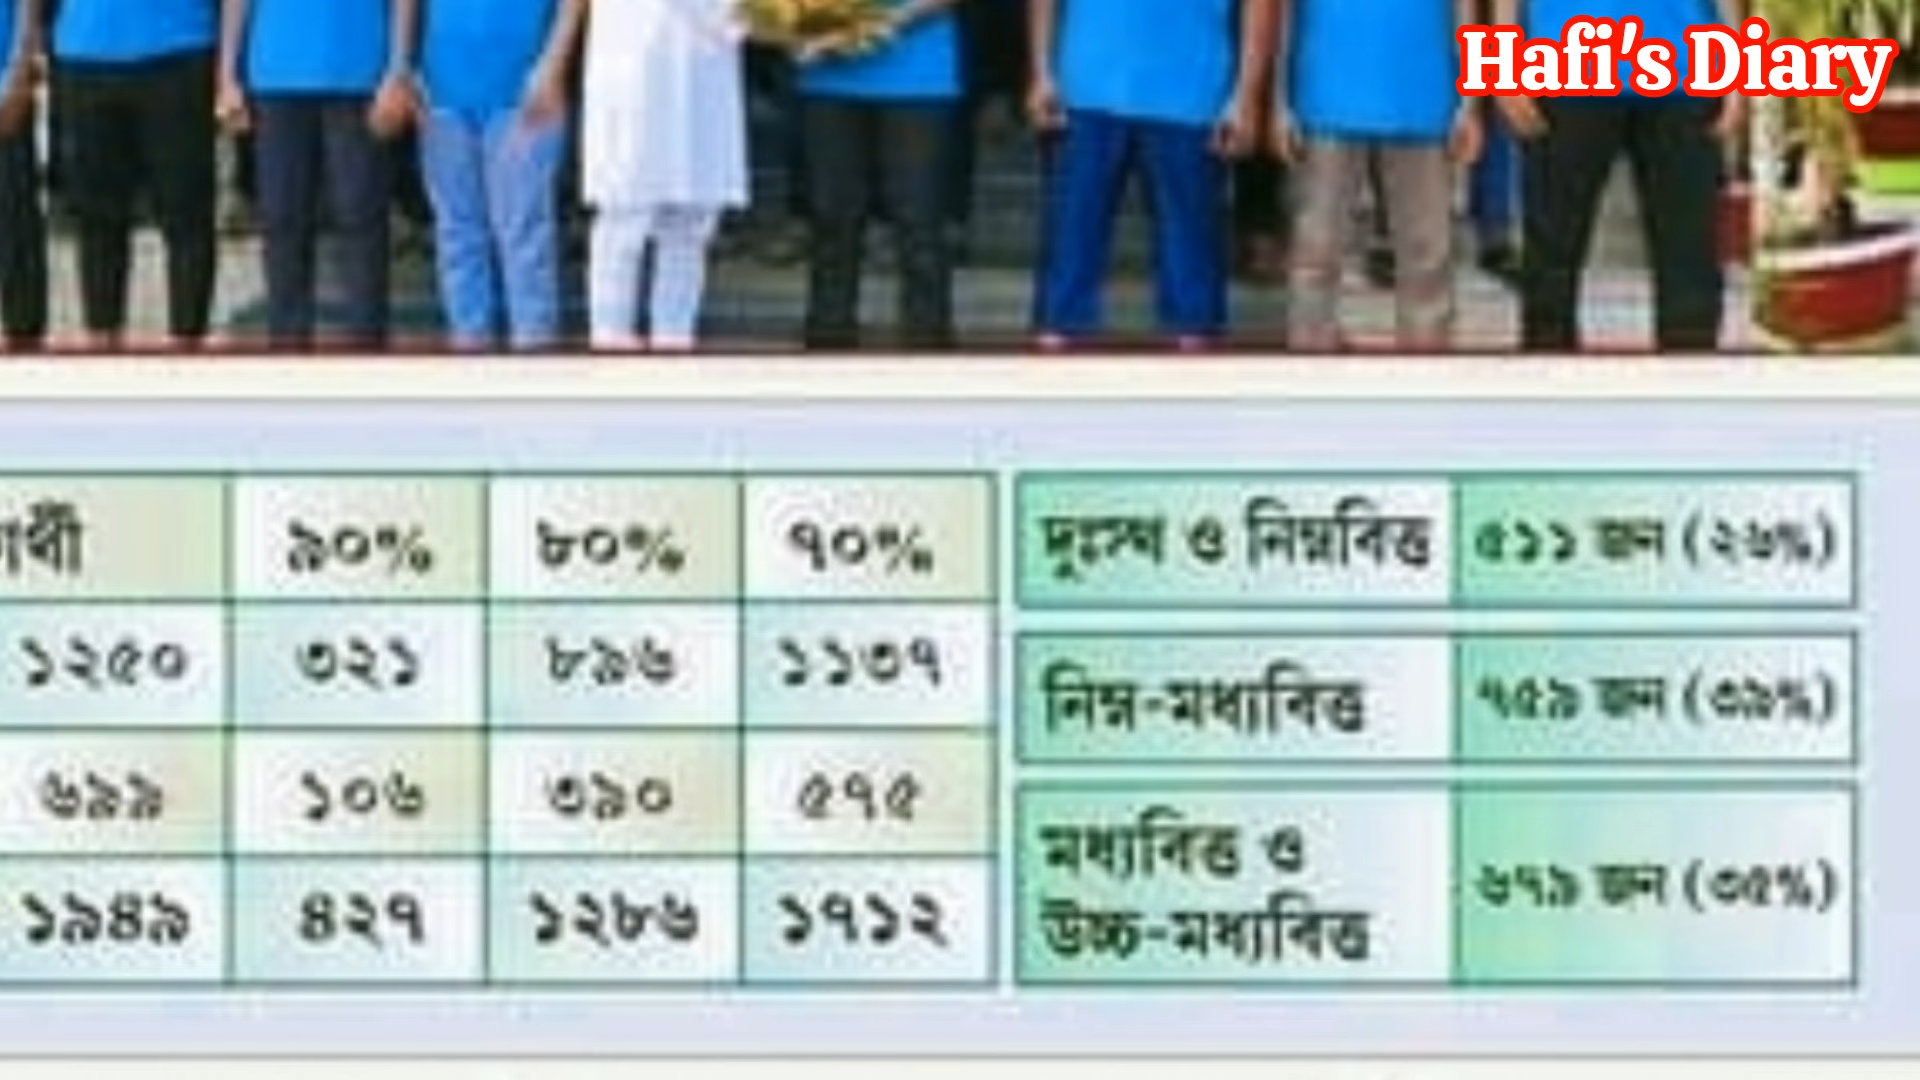 Hafi's Diary
৯০% ৮০% ৭০%
১২৫০ ৩২১ ৮৯৬ ১১৩৭
৬৯৯ ১০৬ ৩৯০ ৫৭৫
১৯৪৯ ৪২৭ ১২৮৬ ১৭১২
দুঃস্থ ও নিম্নবিত্ত ৫১১ জন (২৬%)
নিম্ন-মধ্যবিত্ত ৭৫৯ জন (৩৯%)
মধ্যবিত্ত ও
উচ্চ-মধ্যবিত্ত ৬৭৯ জন (৩৫%)